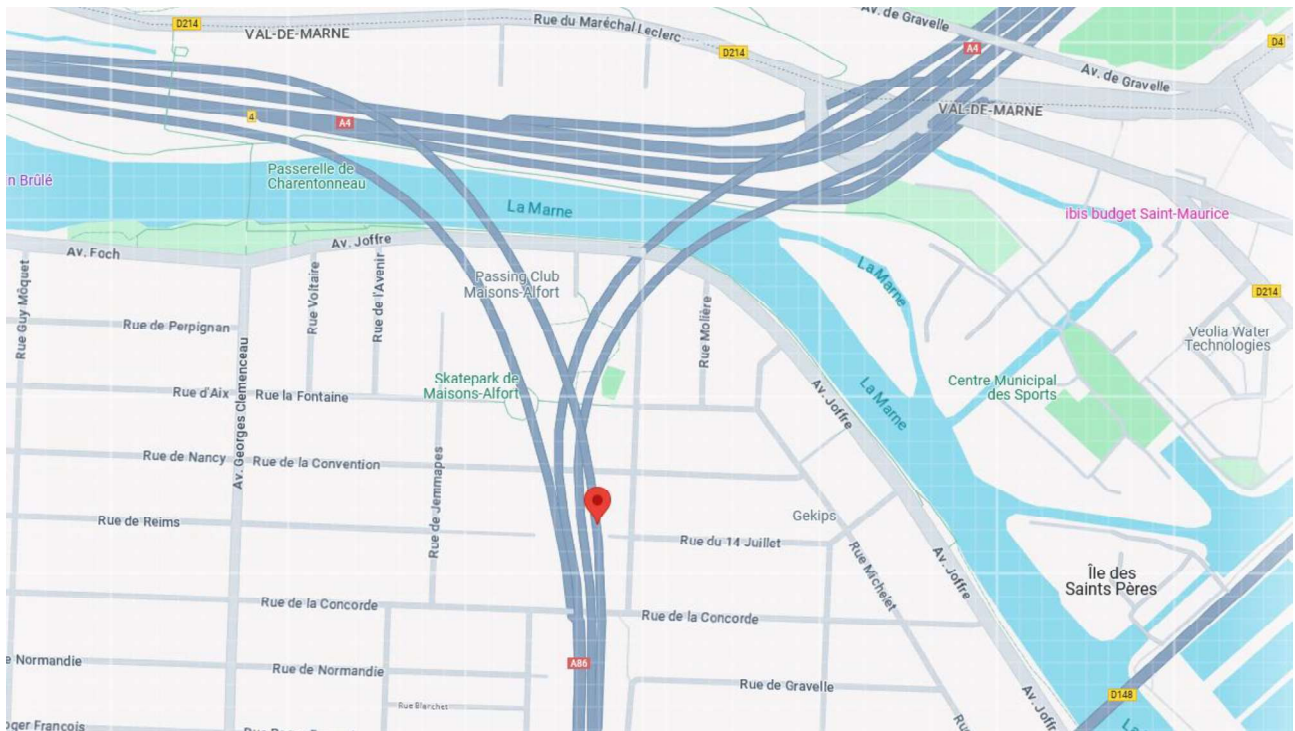 D214
VAL-DE-MARNE
Rue du Maréchal Leclerc
D214
Av. de Gravelle
A4
D4
Av. de Gravelle
VAL-DE-MARNE
4
A4
n Brûlé
Passerelle de
Charentonneau
La Marne
ibis budget Saint-Maurice
Av. Foch
Av. Joffre
La Marne
D214
Passing Club
Maisons-Alfort
Rue Guy Môquet
Rue Voltaire
Rue de l'Avenir
Rue de Perpignan
Rue Molière
Veolia Water
Technologies
Av. Georges Clemenceau
Rue d'Aix
Rue la Fontaine
Skatepark de
Maisons-Alfort
Av. Joffre
La Marne
Centre Municipal
des Sports
Rue de Nancy
Rue de la Convention
Rue de Jemmapes
Rue de Reims
Gekips
Rue du 14 Juillet
Rue Michelet
Av. Joffre
Île des
Saints Pères
Rue de la Concorde
Rue de la Concorde
e Normandie
Rue de Normandie
A86
Rue de Gravelle
D148
Rue Blanchet
Av. Joffr
oger François
Ru
La